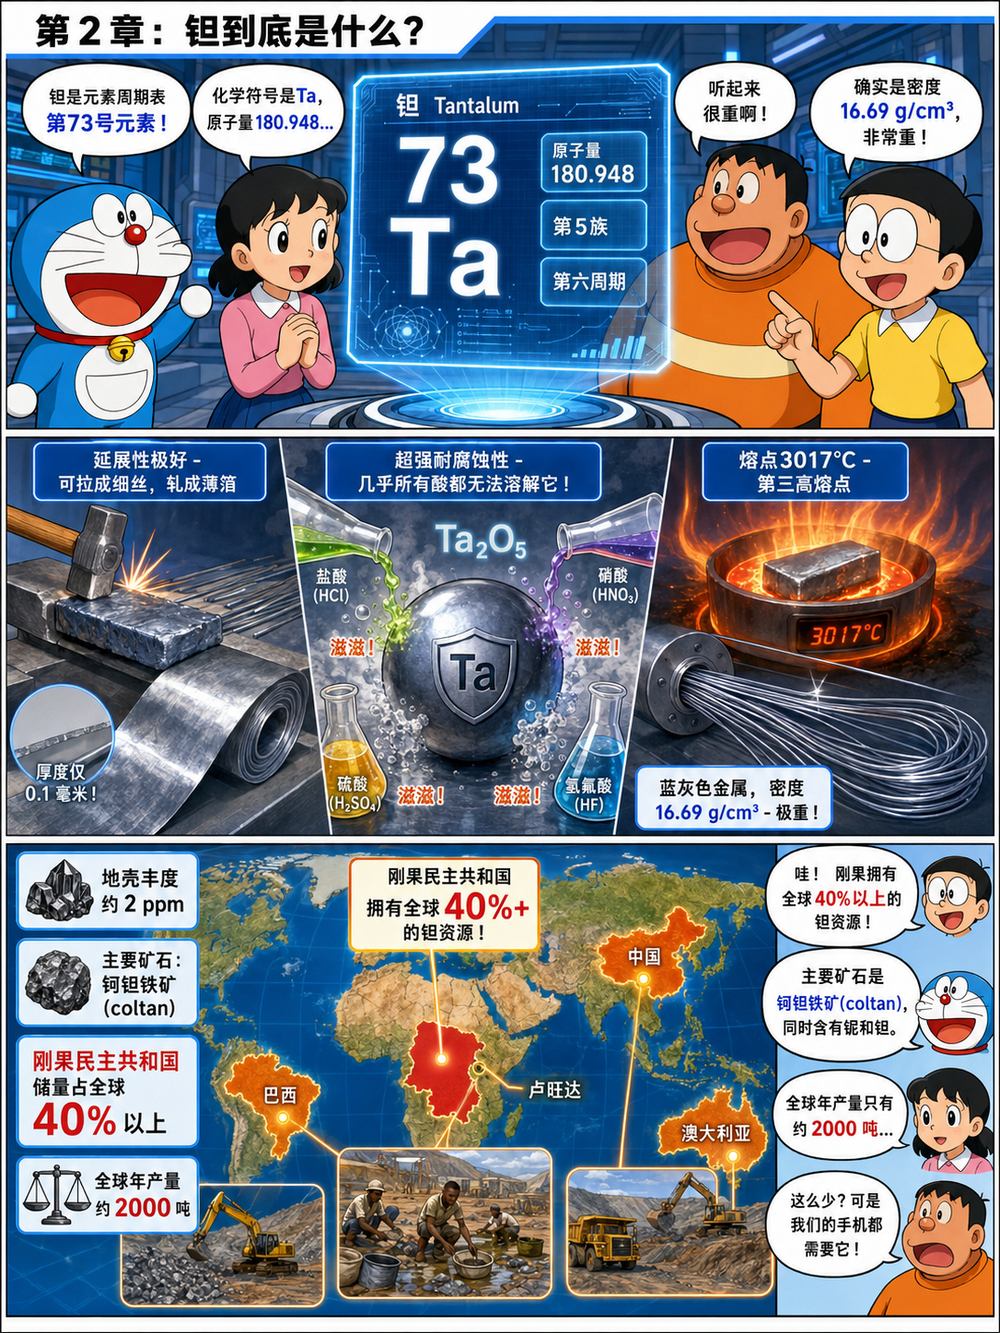 第2章：钽到底是什么？
钽是元素周期表
第73号元素！
化学符号是Ta，
原子量180.948...
钽 Tantalum
73
Ta
原子量
180.948
第5族
第六周期
听起来
很重啊！
确实是密度
16.69 g/cm³，
非常重！
延展性极好 -
可拉成细丝，轧成薄箔
厚度仅
0.1 毫米！
超强耐腐蚀性 -
几乎所有酸都无法溶解它！
Ta₂O₅
盐酸
(HCl)
硝酸
(HNO₃)
滋滋！
滋滋！
Ta
硫酸
(H₂SO₄)
滋滋！
滋滋！
氢氟酸
(HF)
熔点3017°C -
第三高熔点
3017°C
蓝灰色金属，密度
16.69 g/cm³ - 极重！
地壳丰度
约 2 ppm
主要矿石：
钶钽铁矿
(coltan)
刚果民主共和国
储量占全球
40% 以上
全球年产量
约 2000 吨
刚果民主共和国
拥有全球 40%+
的钽资源！
中国
巴西
卢旺达
澳大利亚
哇！ 刚果拥有
全球 40%以上的
钽资源！
主要矿石是
钶钽铁矿(coltan)，
同时含有铌和钽。
全球年产量只有
约 2000 吨...
这么少？可是
我们的手机都
需要它！